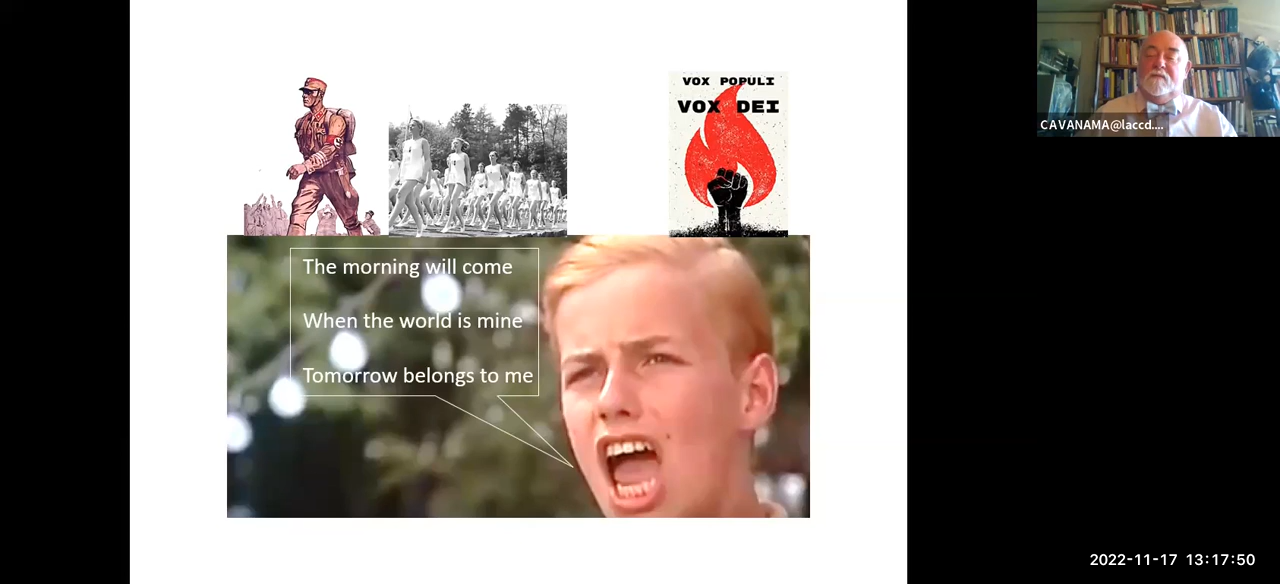 VOX POPULI
VOX DEI
CAVANAMA@laccd....
The morning will come
When the world is mine
Tomorrow belongs to me
2022-11-17 13:17:50